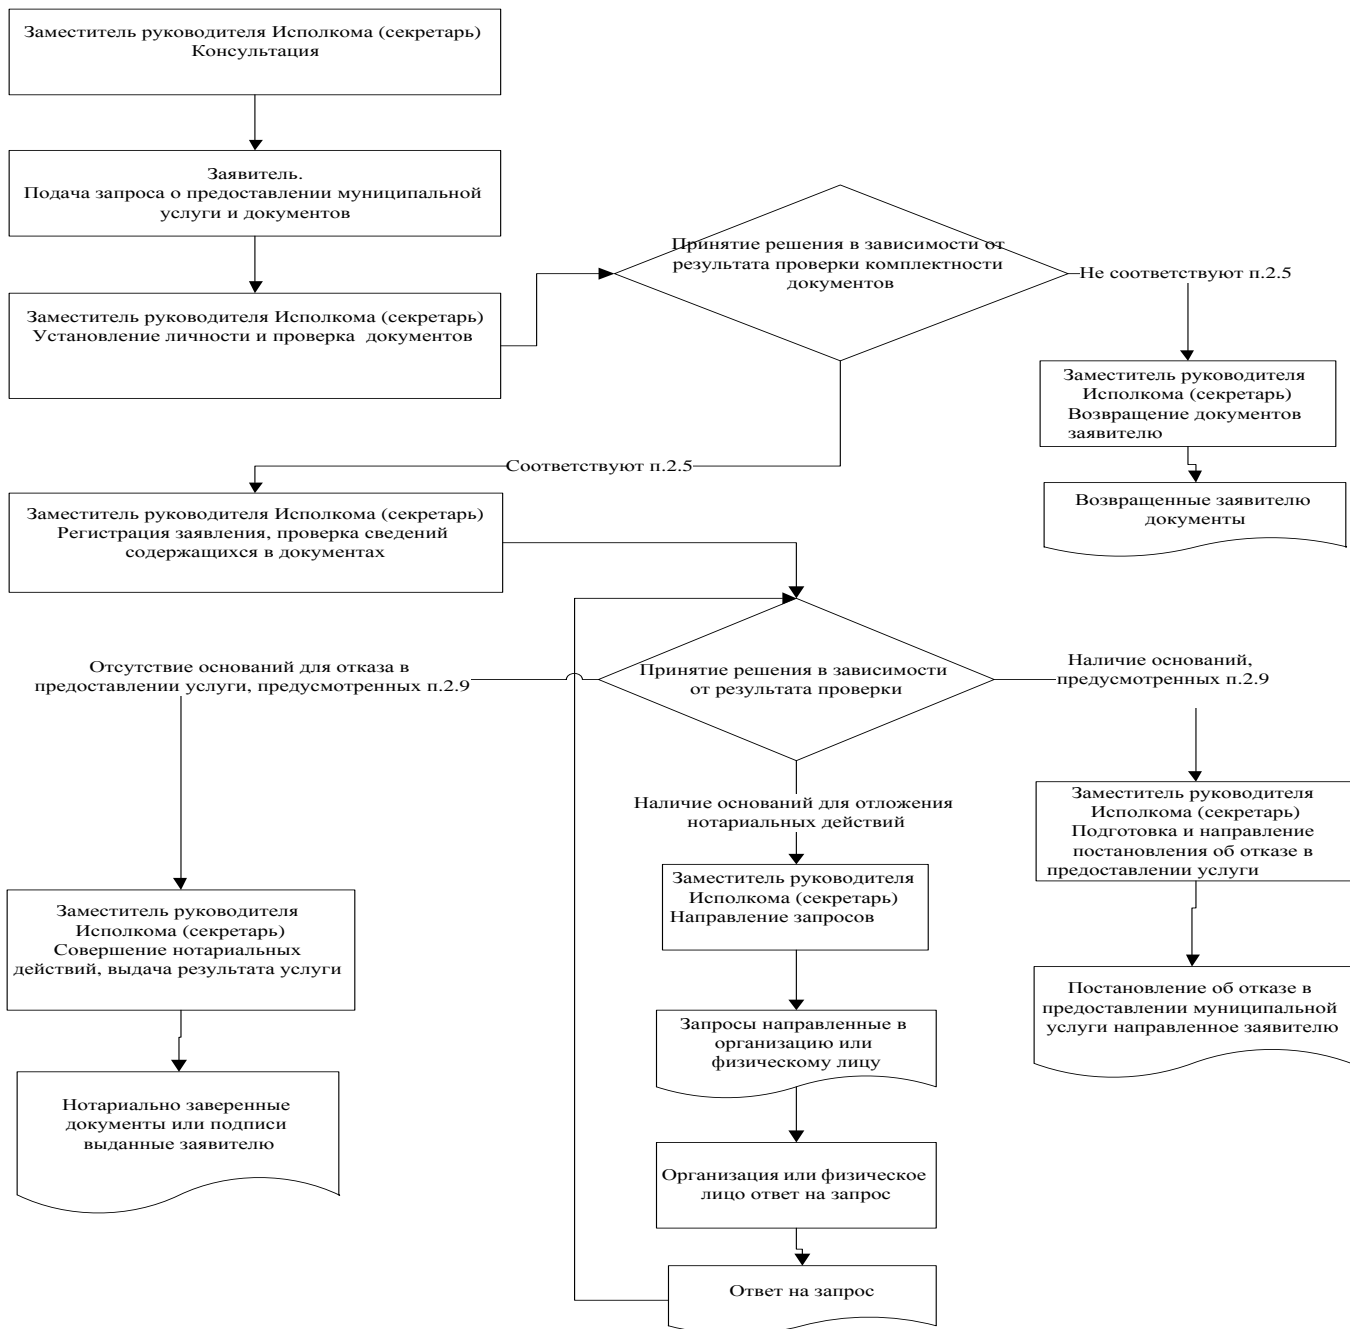 Заместитель руководителя Исполкома (секретарь)
Консультация
Заявитель.
Подача запроса о предоставлении муниципальной
услуги и документов
Заместитель руководителя Исполкома (секретарь)
Установление личности и проверка документов
Принятие решения в зависимости от
результата проверки комплектности
документов
Не соответствуют п.2.5
Заместитель руководителя
Исполкома (секретарь)
Возвращение документов
заявителю
Возвращенные заявителю
документы
Соответствуют п.2.5
Заместитель руководителя Исполкома (секретарь)
Регистрация заявления, проверка сведений
содержащихся в документах
Принятие решения в зависимости
от результата проверки
Отсутствие оснований для отказа в
предоставлении услуги, предусмотренных п.2.9
Наличие оснований,
предусмотренных п.2.9
Наличие оснований для отложения
нотариальных действий
Заместитель руководителя
Исполкома (секретарь)
Совершение нотариальных
действий, выдача результата услуги
Нотариально заверенные
документы или подписи
выданные заявителю
Заместитель руководителя
Исполкома (секретарь)
Направление запросов
Запросы направленные в
организацию или
физическому лицу
Организация или физическое
лицо ответ на запрос
Ответ на запрос
Заместитель руководителя
Исполкома (секретарь)
Подготовка и направление
постановления об отказе в
предоставлении услуги
Постановление об отказе в
предоставлении муниципальной
услуги направленное заявителю